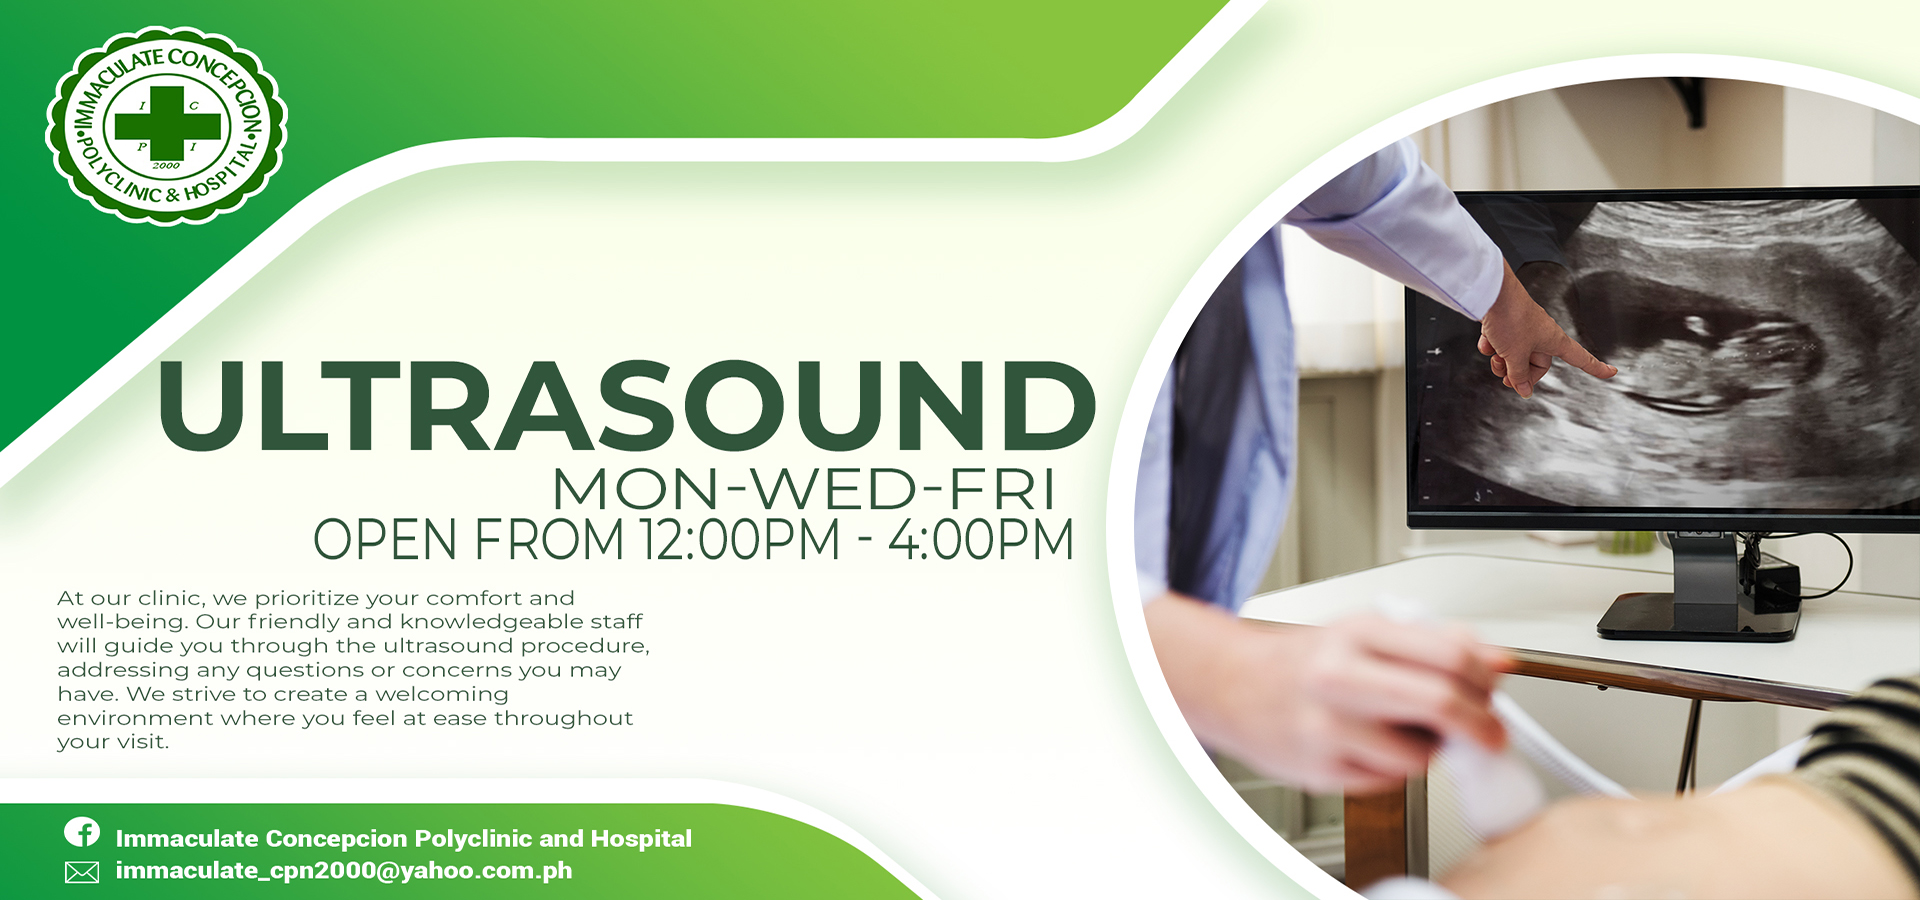 IMMACULATE CONCEPCION
I C
P I
2000
POLYCLINIC & HOSPITAL
ULTRASOUND
MON-WED-FRI
OPEN FROM 12:00PM - 4:00PM
At our clinic, we prioritize your comfort and
well-being. Our friendly and knowledgeable staff
will guide you through the ultrasound procedure,
addressing any questions or concerns you may
have. We strive to create a welcoming
environment where you feel at ease throughout
your visit.
Immaculate Concepcion Polyclinic and Hospital
immaculate_cpn2000@yahoo.com.ph